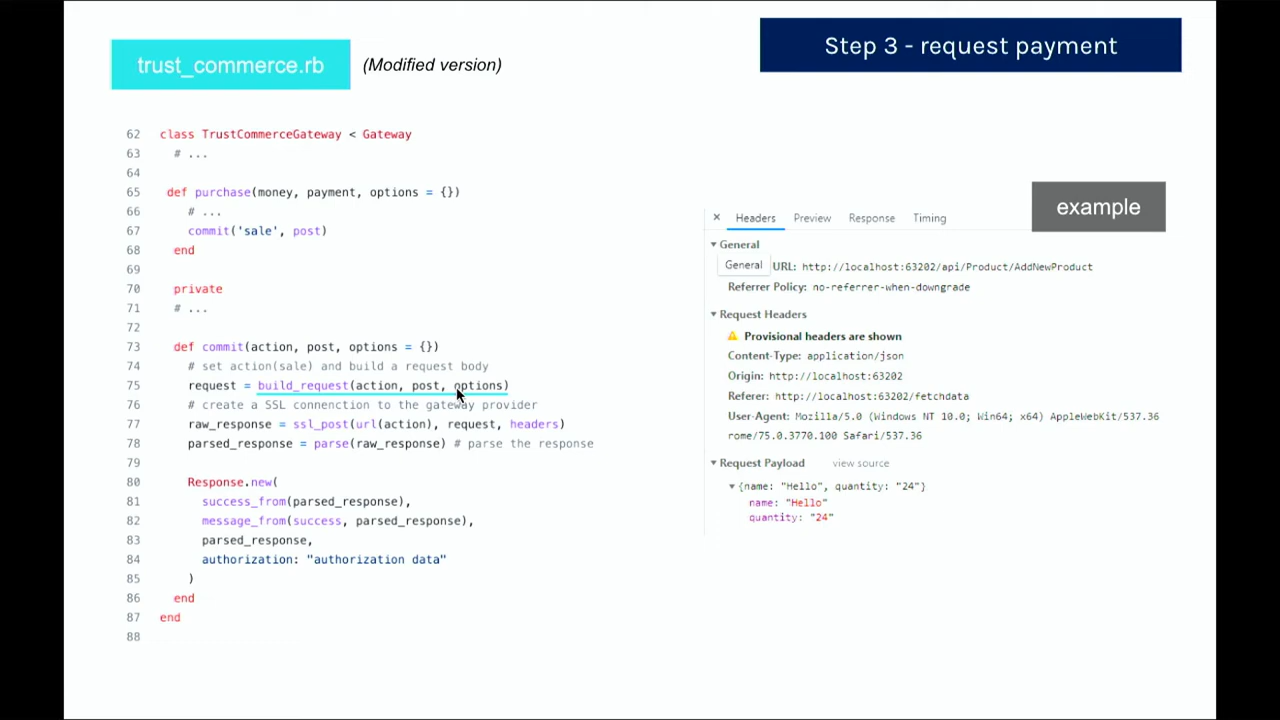 trust_commerce.rb
(Modified version)
Step 3 - request payment
62 class TrustCommerceGateway < Gateway
63 # ...
64
65 def purchase(money, payment, options = {})
66 # ...
67 commit('sale', post)
68 end
69
70 private
71 # ...
72
73 def commit(action, post, options = {})
74 # set action(sale) and build a request body
75 request = build_request(action, post, options)
76 # create a SSL connenction to the gateway provider
77 raw_response = ssl_post(url(action), request, headers)
78 parsed_response = parse(raw_response) # parse the response
79
80 Response.new(
81 success_from(parsed_response),
82 message_from(success, parsed_response),
83 parsed_response,
84 authorization: "authorization data"
85 )
86 end
87 end
88
example
× Headers Preview Response Timing
▼ General
General URL: http://localhost:63202/api/Product/AddNewProduct
Referrer Policy: no-referrer-when-downgrade
▼ Request Headers
Provisional headers are shown
Content-Type: application/json
Origin: http://localhost:63202
Referer: http://localhost:63202/fetchdata
User-Agent: Mozilla/5.0 (Windows NT 10.0; Win64; x64) AppleWebKit/537.36
rome/75.0.3770.100 Safari/537.36
▼ Request Payload view source
▼ {name: "Hello", quantity: "24"}
name: "Hello"
quantity: "24"